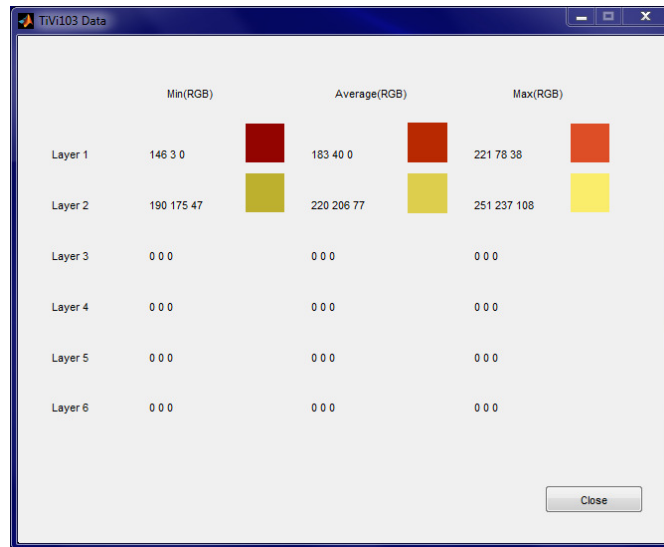 TiVi103 Data
Min(RGB) Average(RGB) Max(RGB)
Layer 1 146 3 0 183 40 0 221 78 38
Layer 2 190 175 47 220 206 77 251 237 108
Layer 3 0 0 0 0 0 0 0 0 0
Layer 4 0 0 0 0 0 0 0 0 0
Layer 5 0 0 0 0 0 0 0 0 0
Layer 6 0 0 0 0 0 0 0 0 0
Close